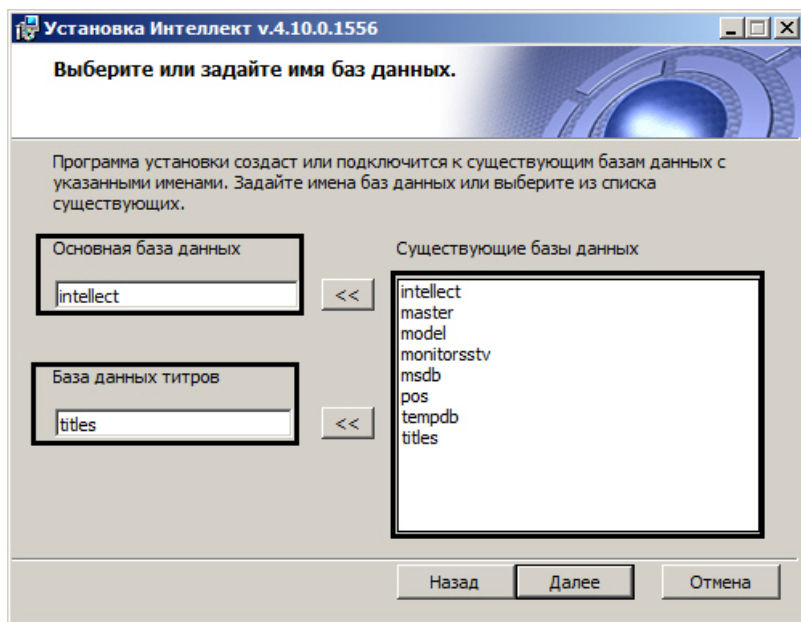 Установка Интеллект v.4.10.0.1556
Выберите или задайте имя баз данных.
Программа установки создаст или подключится к существующим базам данных с
указанными именами. Задайте имена баз данных или выберите из списка
существующих.
Основная база данных
intellect
<<
База данных титров
titles
<<
Существующие базы данных
intellect
master
model
monitorsstv
msdb
pos
tempdb
titles
Назад
Далее
Отмена